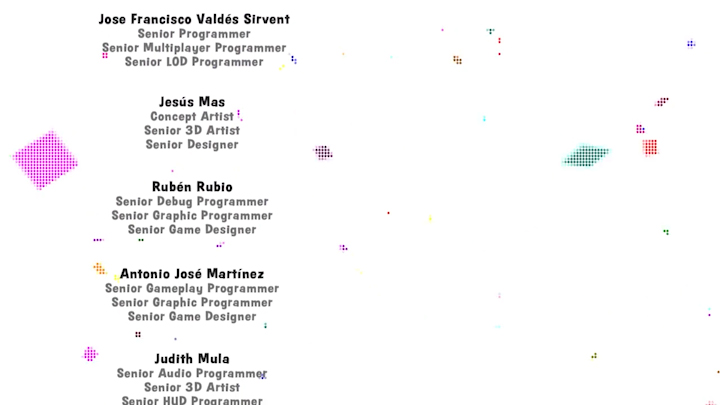 Jose Francisco Valdés Sirvent
Senior Programmer
Senior Multiplayer Programmer
Senior LOD Programmer
Jesús Mas
Concept Artist
Senior 3D Artist
Senior Designer
Rubén Rubio
Senior Debug Programmer
Senior Graphic Programmer
Senior Game Designer
Antonio José Martínez
Senior Gameplay Programmer
Senior Graphic Programmer
Senior Game Designer
Judith Mula
Senior Audio Programmer
Senior 3D Artist
Senior HUD Programmer